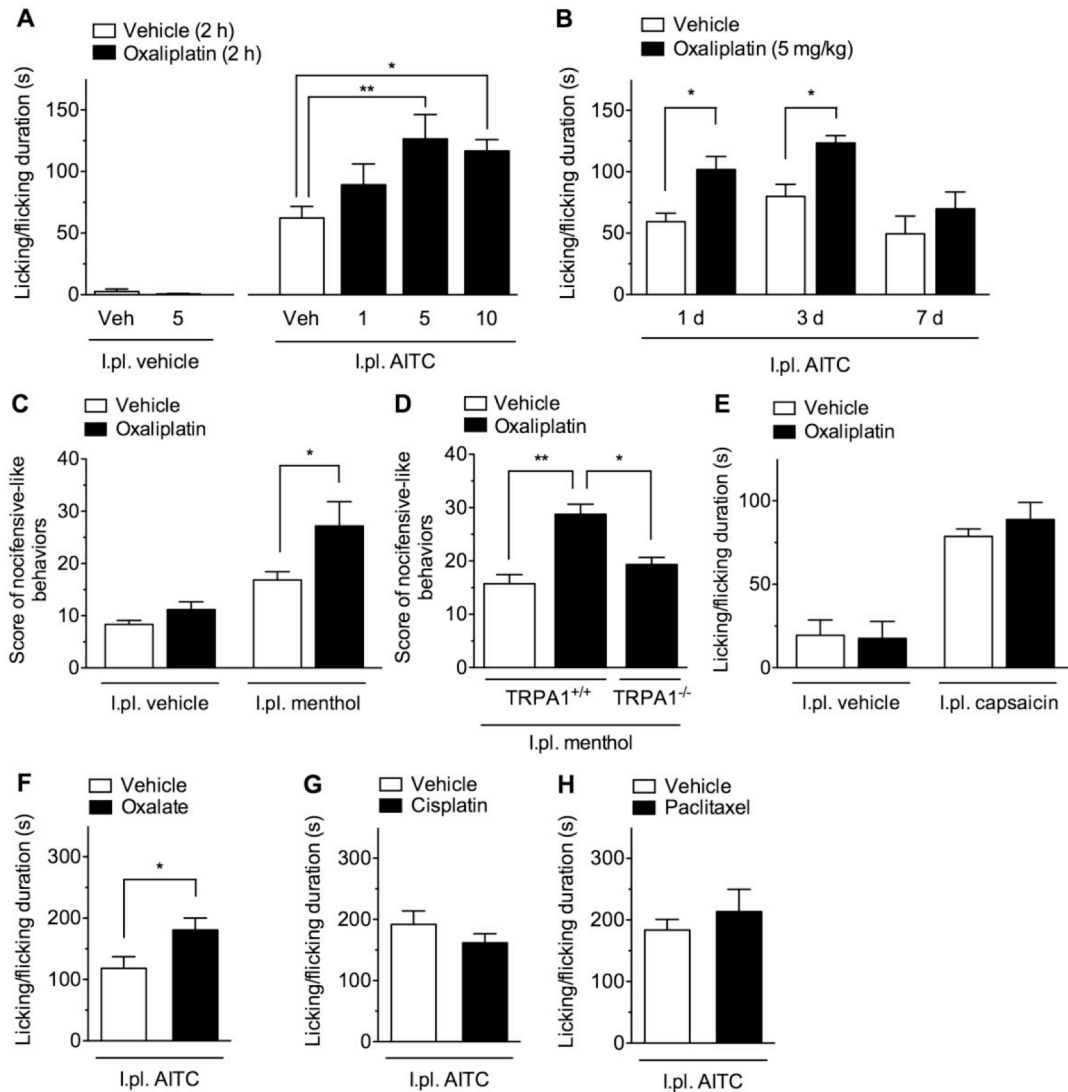 A
Vehicle (2 h)
Oxaliplatin (2 h)
Licking/flicking duration (s)
150
100
50
0
* 
**
Veh 5
Veh 1 5 10
I.pl. vehicle
I.pl. AITC
B
Vehicle
Oxaliplatin (5 mg/kg)
Licking/flicking duration (s)
150
100
50
0
* *
1 d 3 d 7 d
I.pl. AITC
C
Vehicle
Oxaliplatin
Score of nocifensive-like
behaviors
40
30
20
10
0
*
I.pl. vehicle I.pl. menthol
D
Vehicle
Oxaliplatin
Score of nocifensive-like
behaviors
40
30
20
10
0
** *
TRPA1+/+ TRPA1-/-
I.pl. menthol
E
Vehicle
Oxaliplatin
Licking/flicking duration (s)
100
50
0
I.pl. vehicle I.pl. capsaicin
F
Vehicle
Oxalate
Licking/flicking duration (s)
300
200
100
0
*
I.pl. AITC
G
Vehicle
Cisplatin
Licking/flicking duration (s)
300
200
100
0
I.pl. AITC
H
Vehicle
Paclitaxel
Licking/flicking duration (s)
300
200
100
0
I.pl. AITC